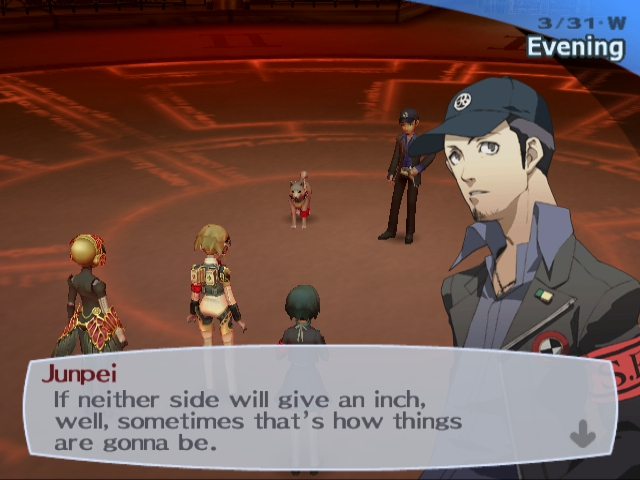 3/31·W
Evening
S.
Junpei
If neither side will give an inch,
well, sometimes that's how things
are gonna be.